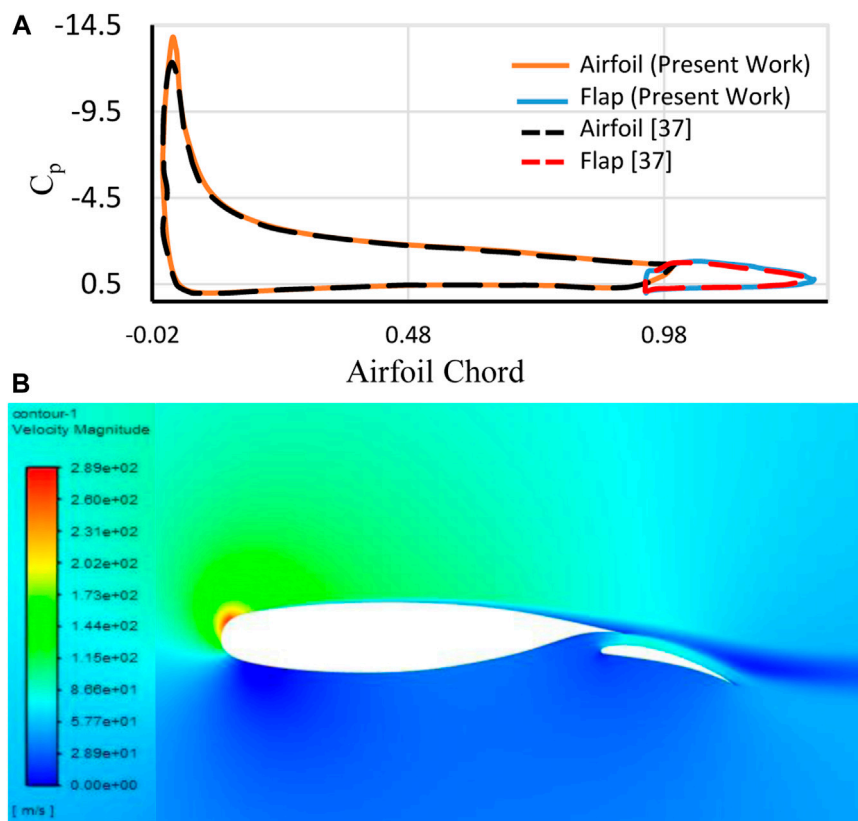 A
-14.5
-9.5
-4.5
0.5
Cp
Airfoil (Present Work)
Flap (Present Work)
Airfoil [37]
Flap [37]
-0.02 0.48 0.98
Airfoil Chord
B
contour-1
Velocity Magnitude
2.89e+02
2.60e+02
2.31e+02
2.02e+02
1.73e+02
1.44e+02
1.15e+02
8.66e+01
5.77e+01
2.89e+01
0.00e+00
[ m/s ]